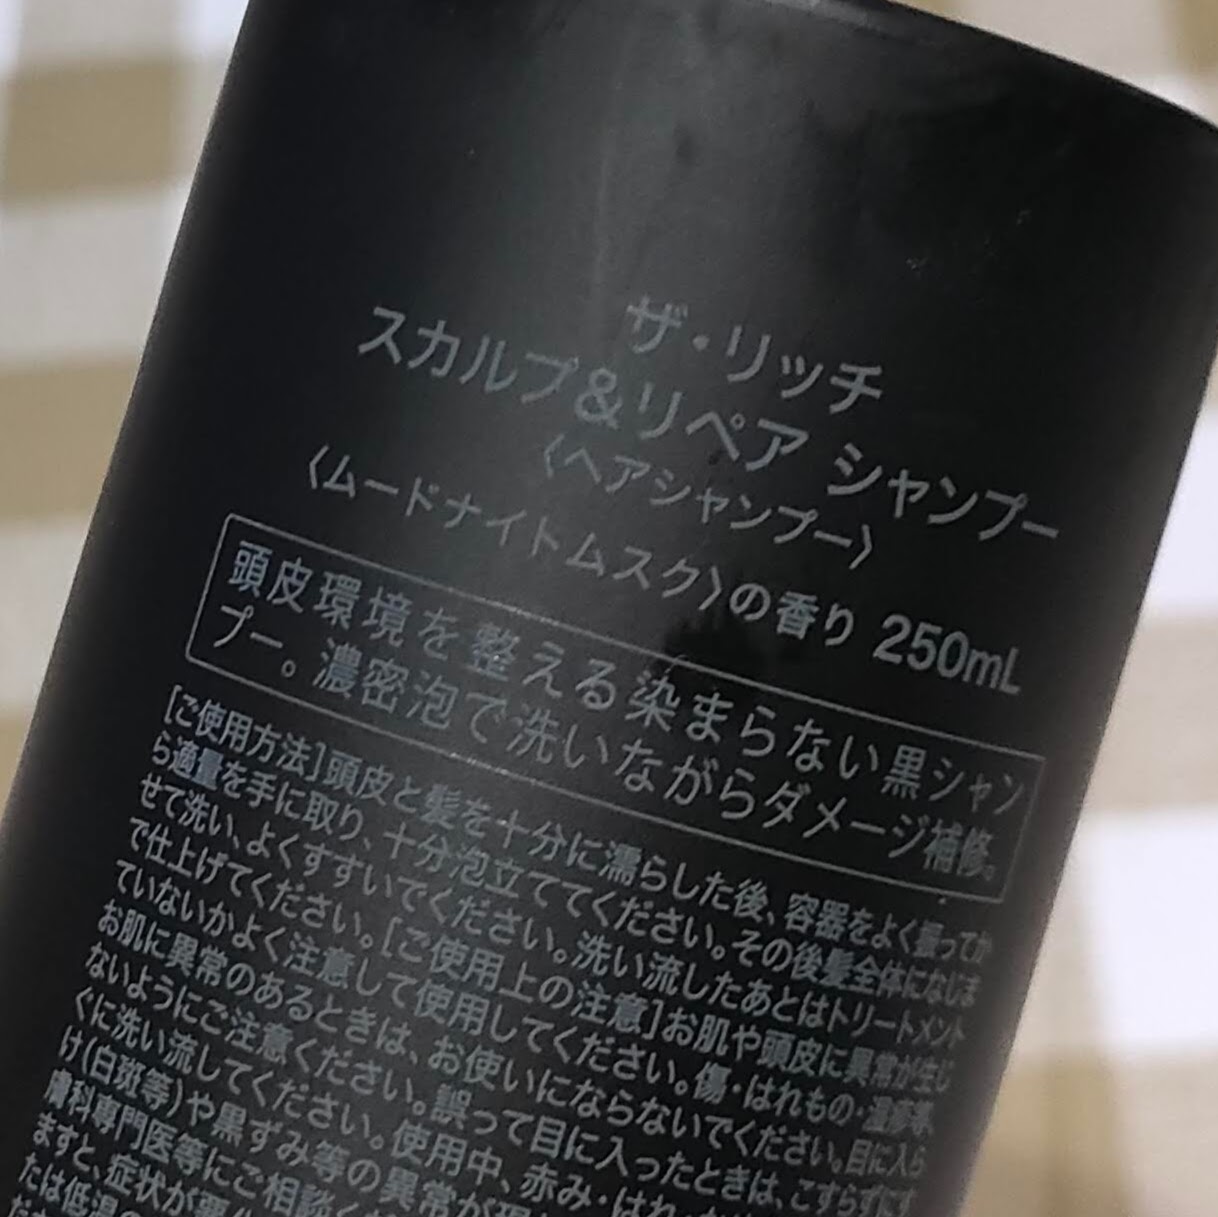 ザ・リッチ
スカルプ&リペア シャンプー
〈ヘアシャンプー〉
〈ムードナイトムスク〉の香り 250mL
頭皮環境を整える染まらない黒シャン
プー。濃密泡で洗いながらダメージ補修。
[ご使用方法]頭皮と髪を十分に濡らした後、容器をよく振ってか
ら適量を手に取り、十分泡立ててください。その後髪全体になじま
せて洗い、よくすすいでください。洗い流したあとはトリートメント
で仕上げてください。[ご使用上の注意]お肌や頭皮に異常が生じ
ていないかよく注意して使用してください。傷・はれもの・湿疹等、
お肌に異常のあるときは、お使いにならないでください。目に入ら
ないようにご注意ください。誤って目に入ったときは、こすらずにす
ぐに洗い流してください。使用中、赤み・はれ・
け(白斑等)や黒ずみ等の異常が
膚科専門医等にご相談く
ますと、症状が悪
たは低温の